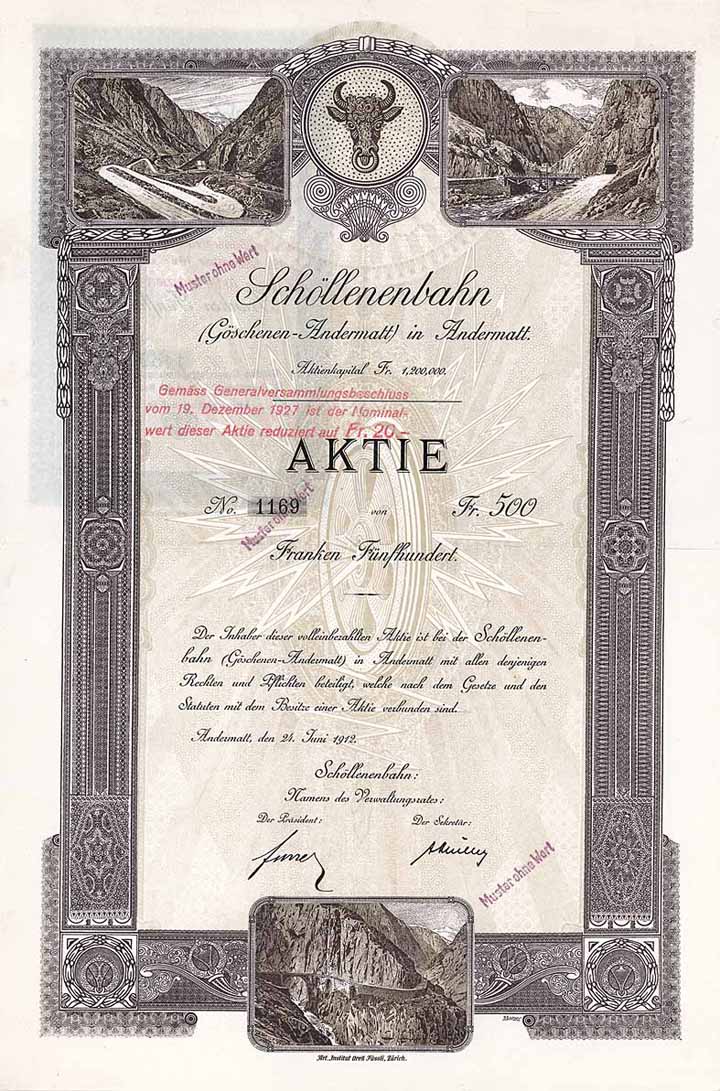 Muster ohne Wert
Schöllenenbahn
(Göschenen-Andermatt) in Andermatt.
Aktienkapital Fr. 1,200,000.
Gemäss Generalversammlungsbeschluss
vom 19. Dezember 1927 ist der Nominal-
wert dieser Aktie reduziert auf Fr. 20.–
AKTIE
No. 1169 von Fr. 500
Muster ohne Wert
Franken Fünfhundert.
Der Inhaber dieser volleinbezahlten Aktie ist bei der Schöllenen-
bahn (Göschenen-Andermatt) in Andermatt mit allen denjenigen
Rechten und Pflichten beteiligt, welche nach dem Gesetze und den
Statuten mit dem Besitze einer Aktie verbunden sind.
Andermatt, den 24. Juni 1912.
Schöllenenbahn:
Namens des Verwaltungsrates:
Der Präsident: Der Sekretär:
Muster ohne Wert
Art. Institut Orell Füssli, Zürich.